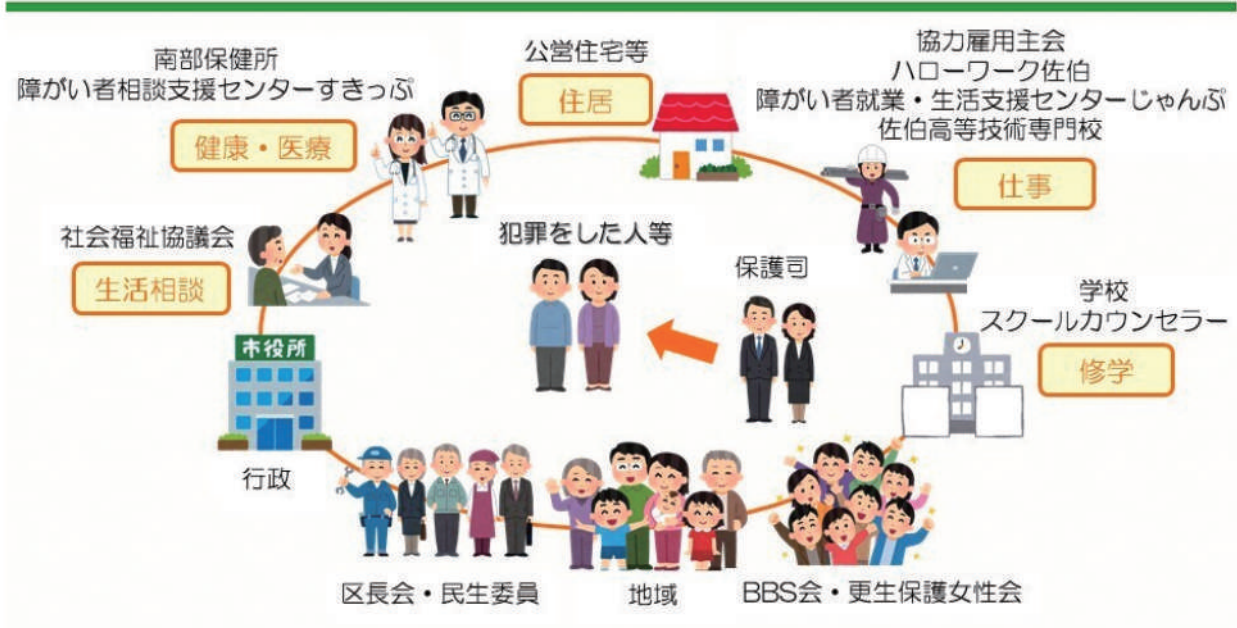 南部保健所
障がい者相談支援センターすきっぷ
健康・医療
公営住宅等
住居
協力雇用主会
ハローワーク佐伯
障がい者就業・生活支援センターじゃんぷ
佐伯高等技術専門校
仕事
社会福祉協議会
生活相談
犯罪をした人等
保護司
学校
スクールカウンセラー
修学
市役所
行政
区長会・民生委員
地域
BBS会・更生保護女性会